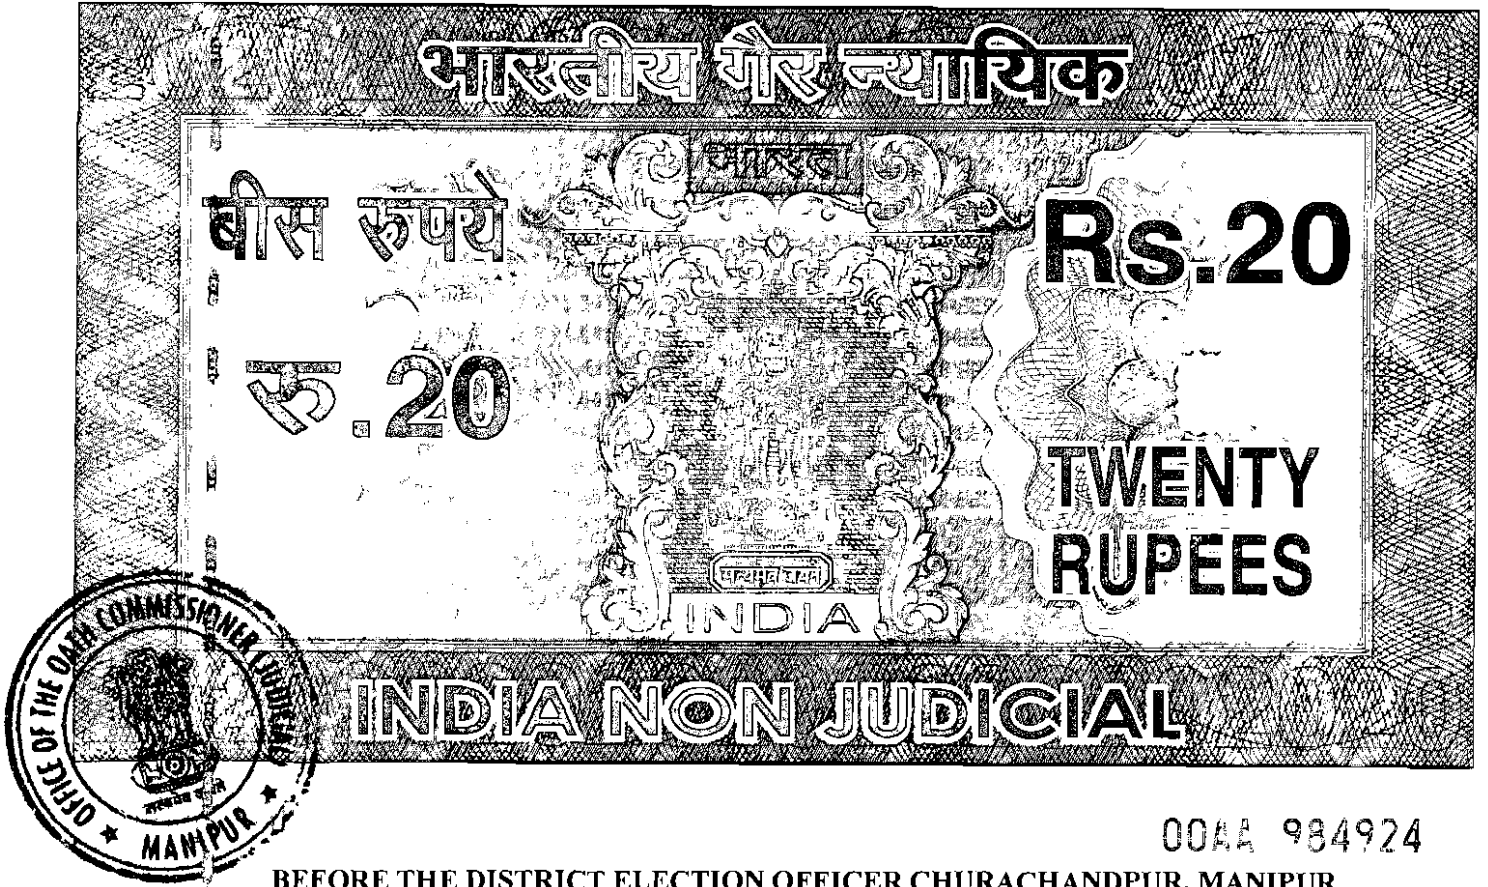 भारतीय गैर न्यायिक
भारत
बीस रुपये
Rs.20
रु.20
TWENTY
RUPEES
सत्यमेव जयते
INDIA
INDIA NON JUDICIAL
OFFICE OF THE OATH COMMISSIONER (JUDICIAL)
★ MANIPUR ★
00AA 984924
BEFORE THE DISTRICT ELECTION OFFICER CHURACHANDPUR, MANIPUR